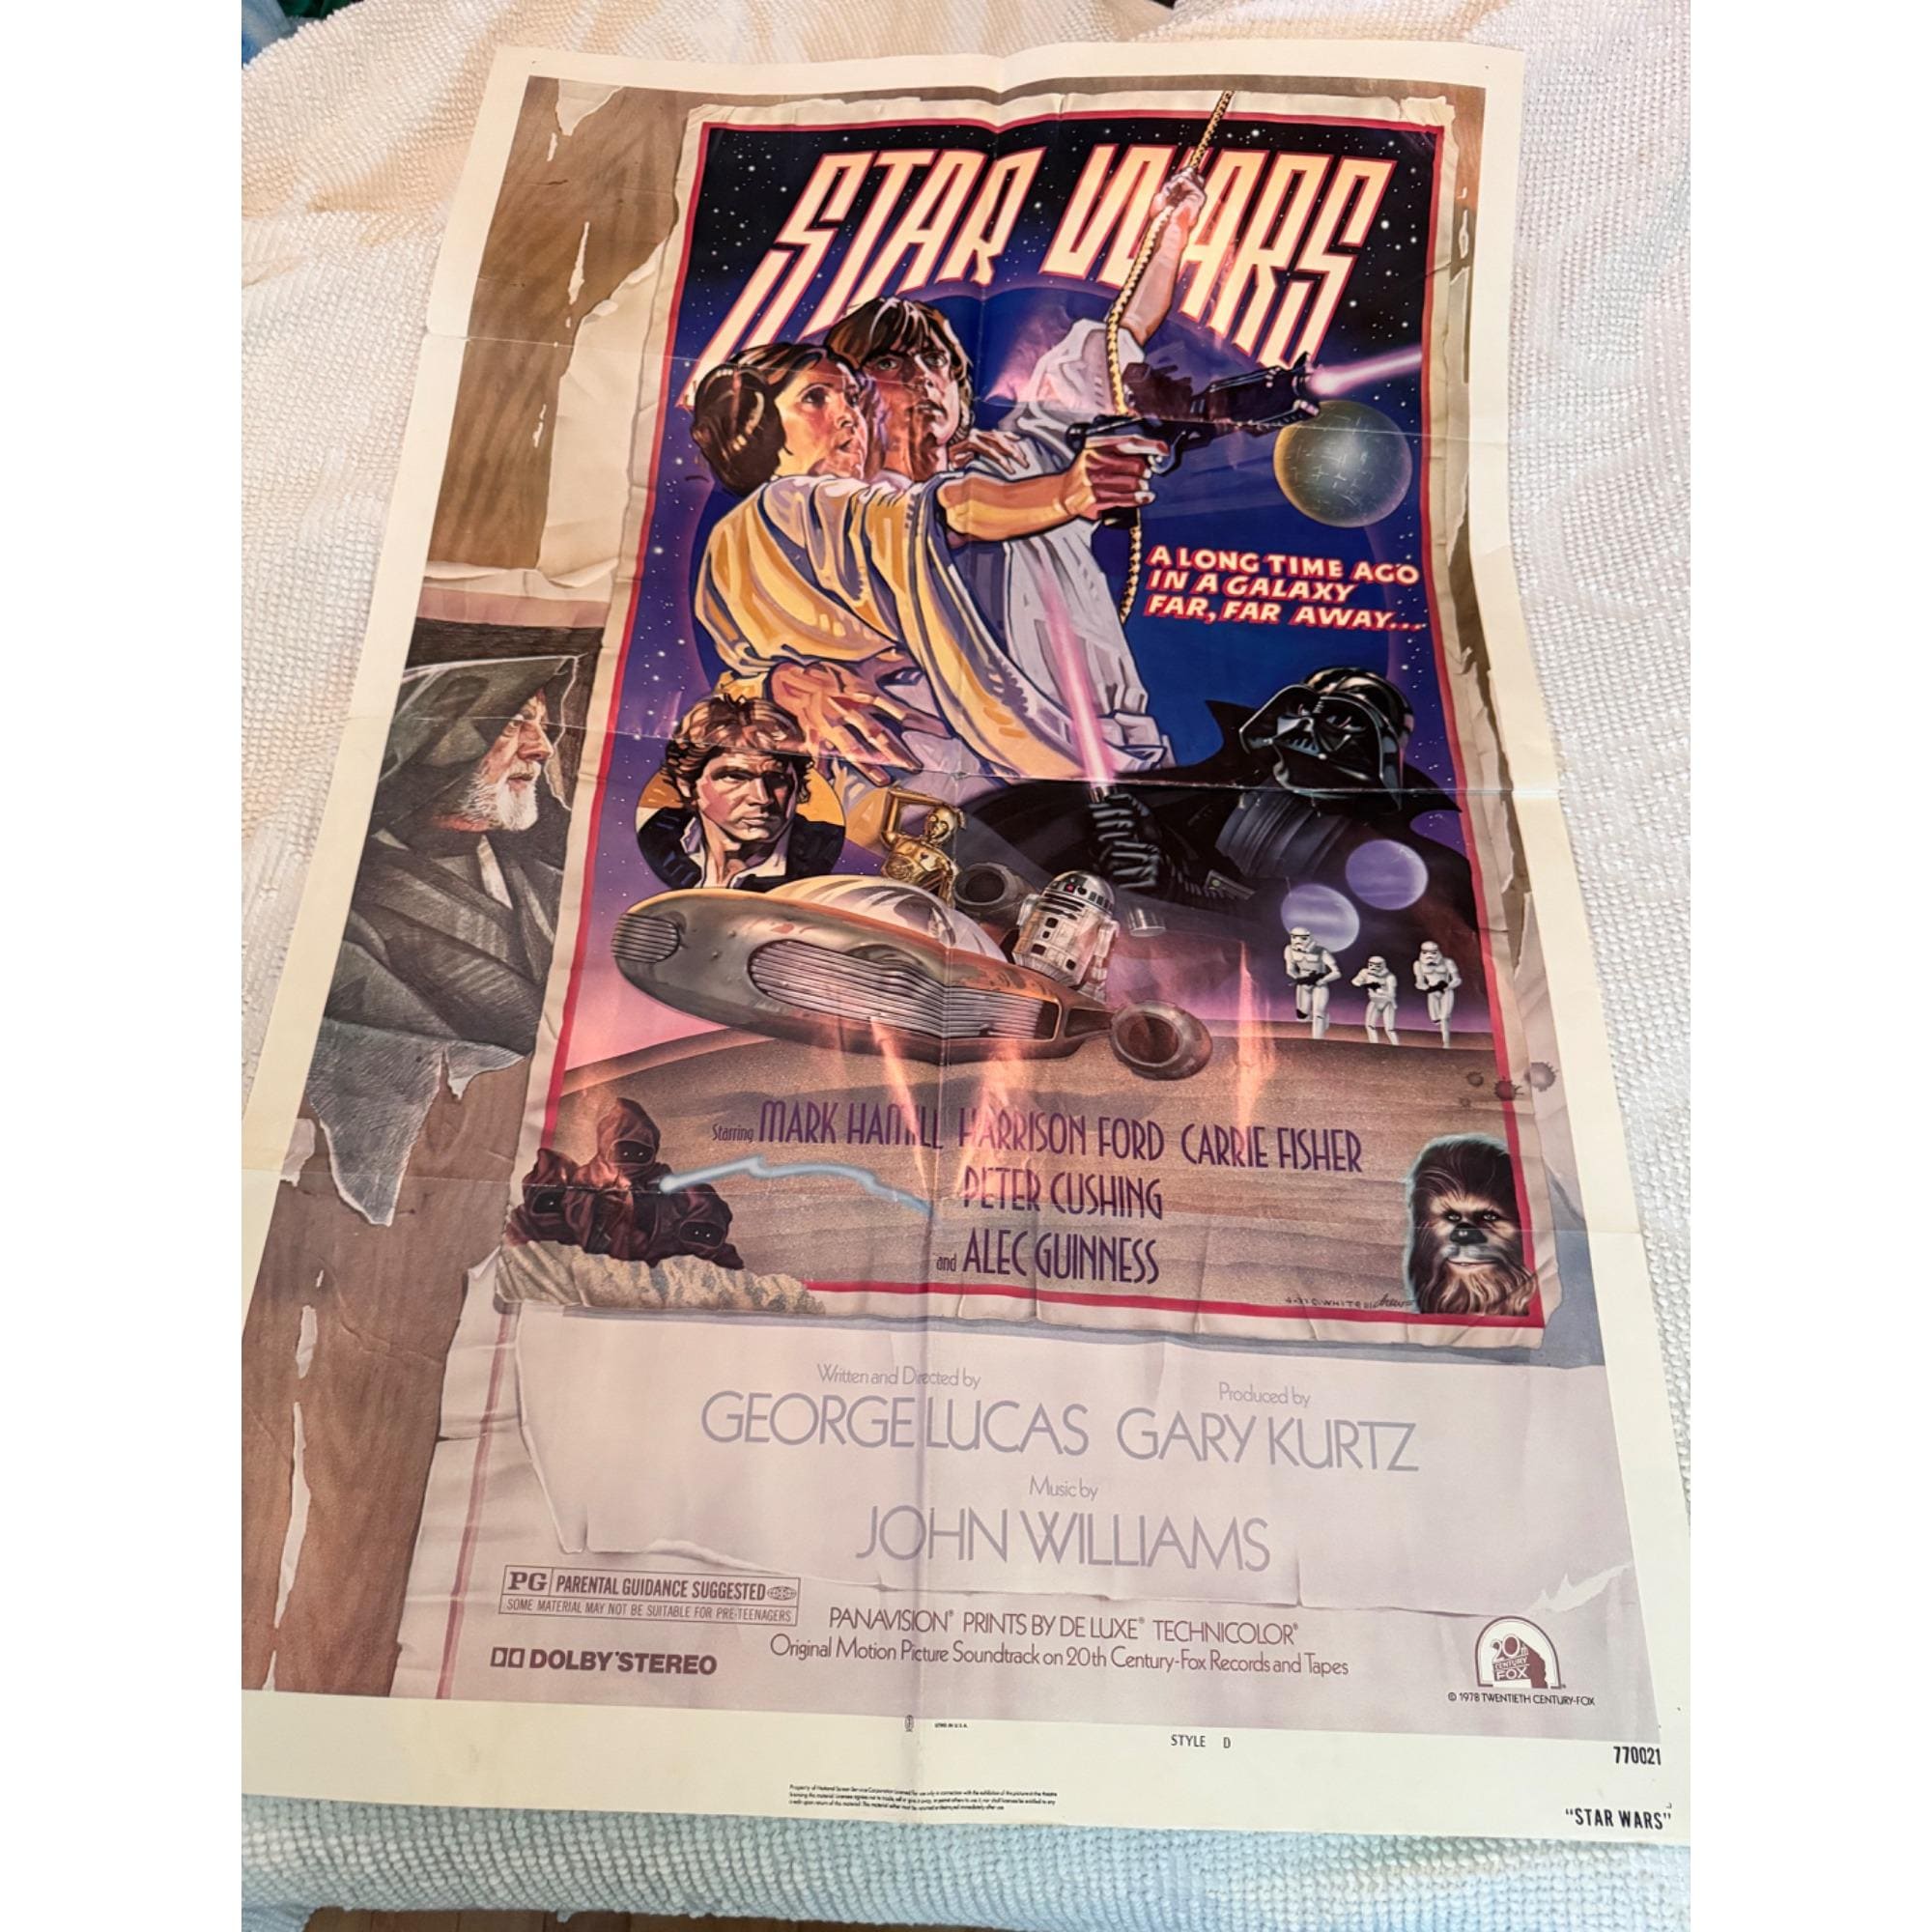 STAR WARS
A LONG TIME AGO
IN A GALAXY
FAR, FAR AWAY...
Starring MARK HAMILL HARRISON FORD CARRIE FISHER
PETER CUSHING
and ALEC GUINNESS
Written and Directed by
GEORGE LUCAS
Produced by
GARY KURTZ
Music by
JOHN WILLIAMS
PG PARENTAL GUIDANCE SUGGESTED
SOME MATERIAL MAY NOT BE SUITABLE FOR PRE-TEENAGERS
DOLBY STEREO
PANAVISION® PRINTS BY DE LUXE® TECHNICOLOR®
Original Motion Picture Soundtrack on 20th Century-Fox Records and Tapes
20th
CENTURY
FOX
© 1978 TWENTIETH CENTURY-FOX
LITHO. IN U.S.A.
STYLE D
770021
"STAR WARS"